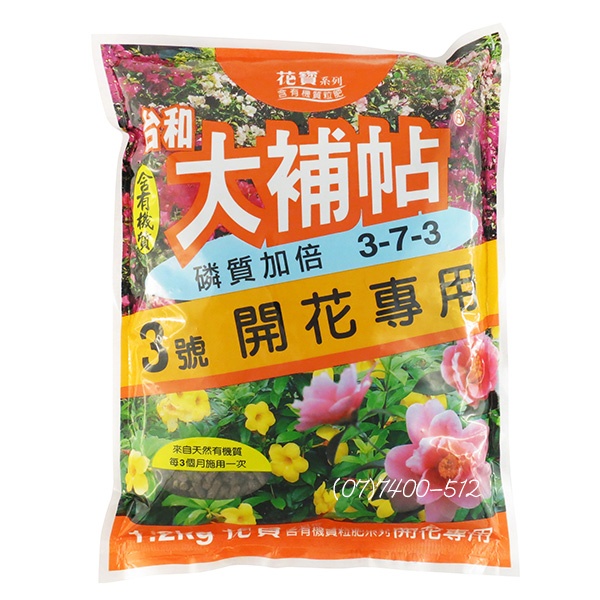 花寶系列
含有機質粒肥
台和
大補帖
含有機質
磷質加倍 3-7-3
3號 開花專用
來自天然有機質
每3個月施用一次
(07)7400-512
1.2kg 花寶 含有機質粒肥系列 開花專用